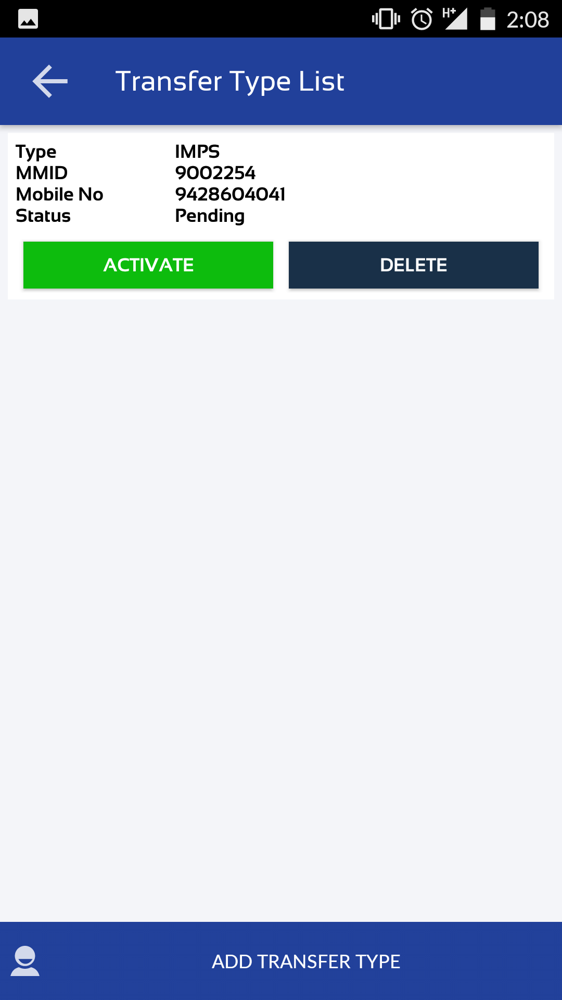 H+ 2:08
Transfer Type List
Type IMPS
MMID 9002254
Mobile No 9428604041
Status Pending
ACTIVATE DELETE
ADD TRANSFER TYPE